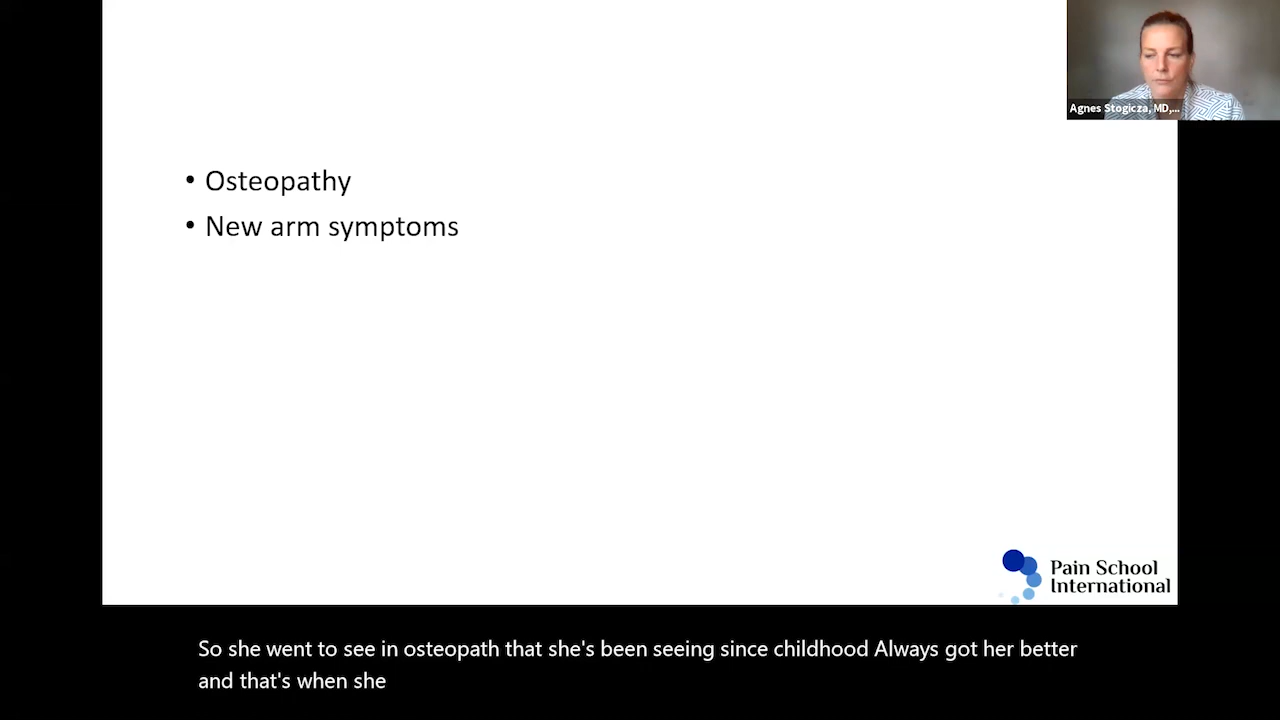 Agnes Stogicza, MD,...
• Osteopathy
• New arm symptoms
Pain School
International
So she went to see in osteopath that she's been seeing since childhood Always got her better
and that's when she